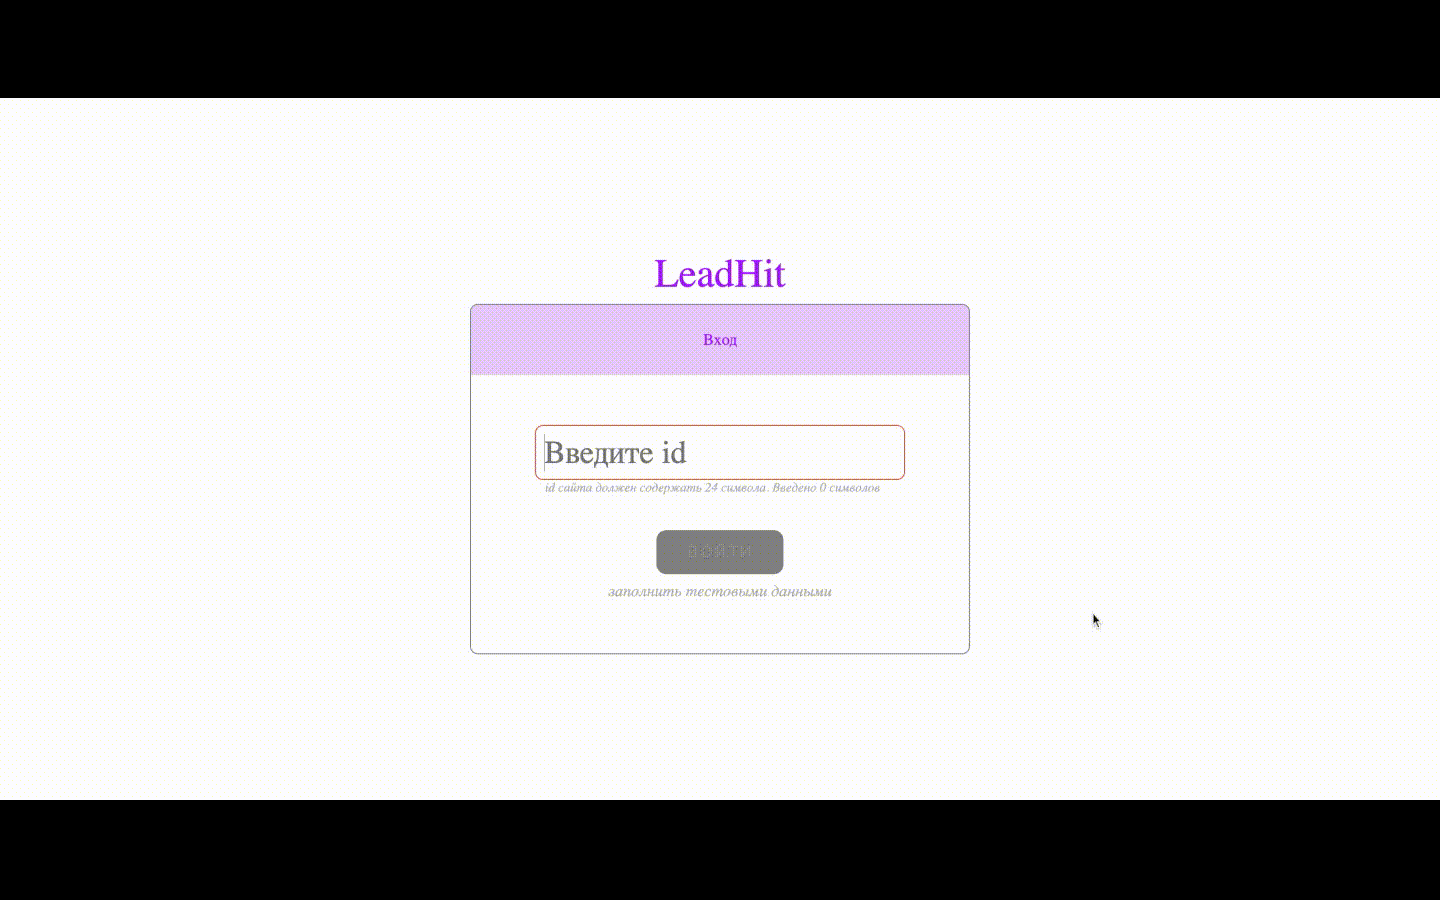 LeadHit
Вход
Введите id
id сайта должен содержать 24 символа. Введено 0 символов
ВОЙТИ
заполнить тестовыми данными